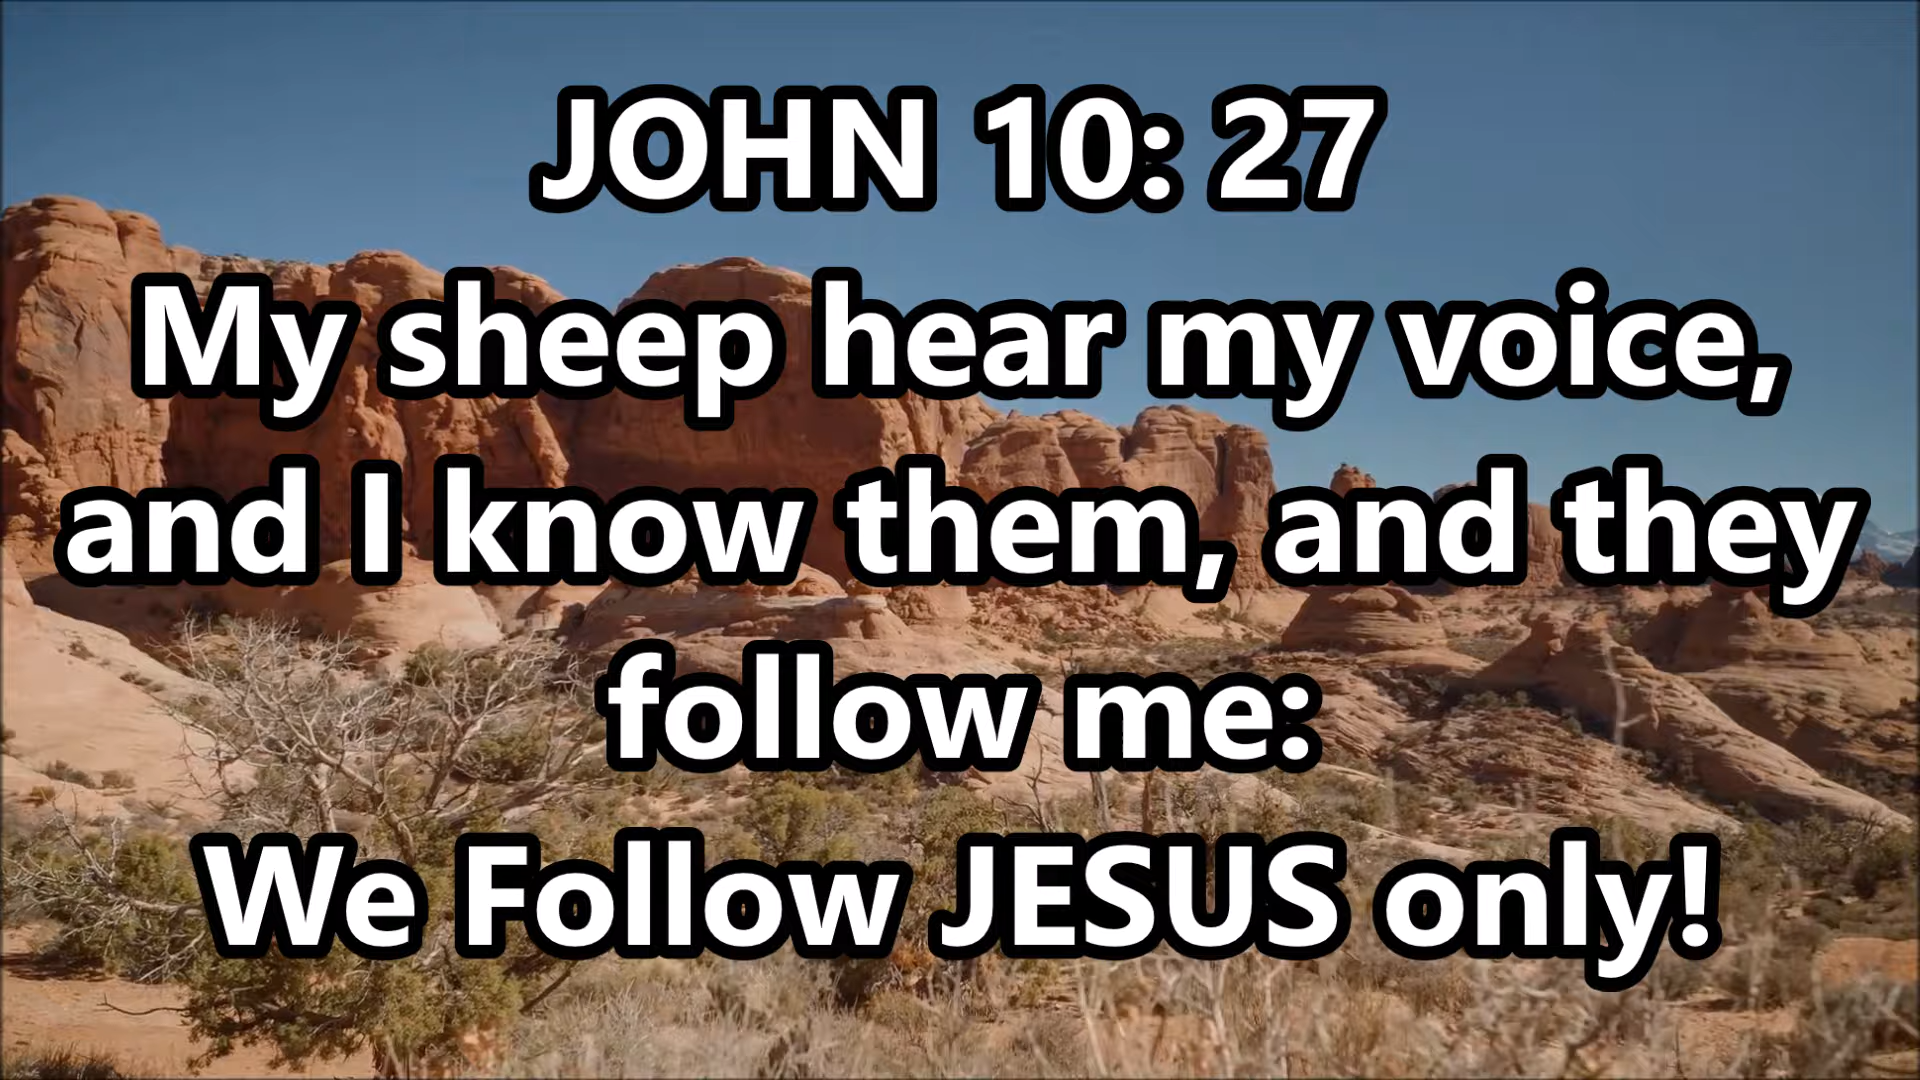 JOHN 10: 27
My sheep hear my voice,
and I know them, and they
follow me:
We Follow JESUS only!